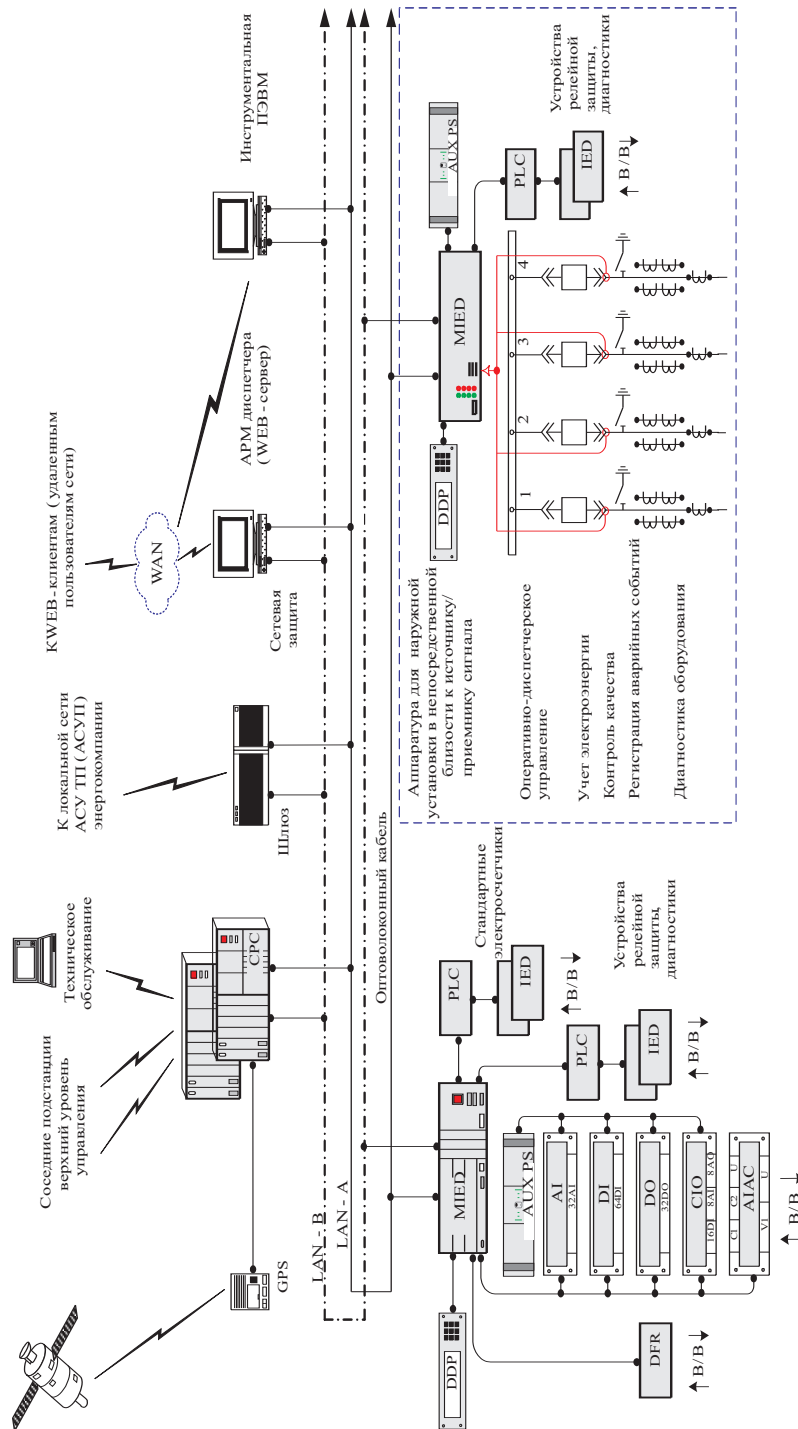 Соседние подстанции
верхний уровень
управления
Техническое
обслуживание
К локальной сети
АСУ ТП (АСУП)
энергокомпании
KWEB-клиентам (удаленным
пользователям сети)
WAN
АРМ диспетчера
(WEB - сервер)
Инструментальная
ПЭВМ
GPS
CPC
Шлюз
Сетевая
защита
LAN - B
LAN - A
Оптоволоконный кабель
DDP
MIED
PLC
IED
B/B
Стандартные
электросчетчики
AUX PS
AI
32AI
DI
64DI
DO
32DO
CIO
16DI
8AI
8 AO
AIAC
C1
C2
U
V1
U
B/B
PLC
IED
B/B
Устройства
релейной
защиты,
диагностики
DFR
B/B
Аппаратура для наружной
установки в непосредственной
близости к источнику/
приемнику сигнала
Оперативно-диспетчерское
управление
Учет электроэнергии
Контроль качества
Регистрация аварийных событий
Диагностика оборудования
DDP
MIED
AUX PS
PLC
IED
B/B
Устройства
релейной
защиты,
диагностики
1
2
3
4